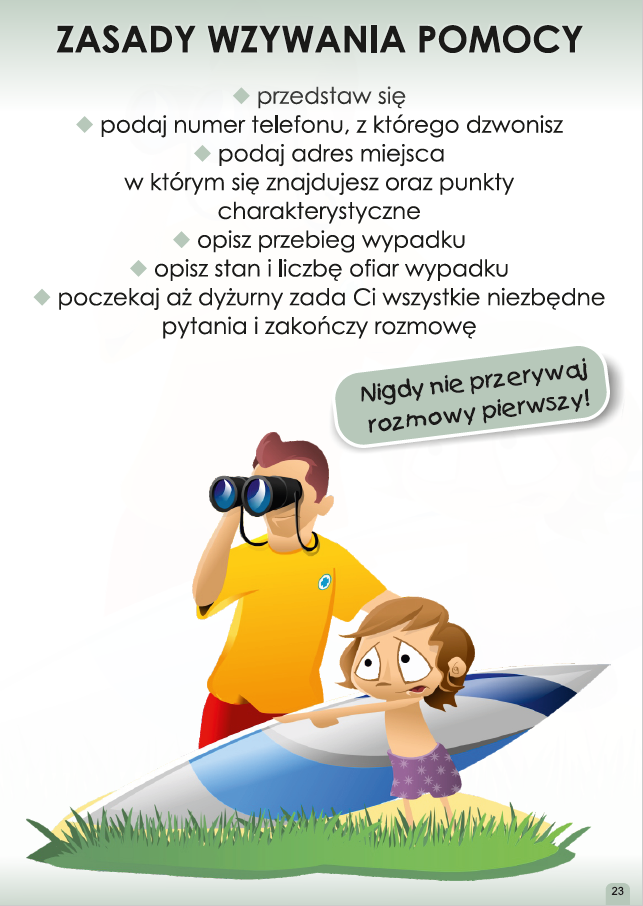 ZASADY WZYWANIA POMOCY
◆ przedstaw się
◆ podaj numer telefonu, z którego dzwonisz
◆ podaj adres miejsca
w którym się znajdujesz oraz punkty
charakterystyczne
◆ opisz przebieg wypadku
◆ opisz stan i liczbę ofiar wypadku
◆ poczekaj aż dyżurny zada Ci wszystkie niezbędne
pytania i zakończy rozmowę
Nigdy nie przerywaj
rozmowy pierwszy!
23